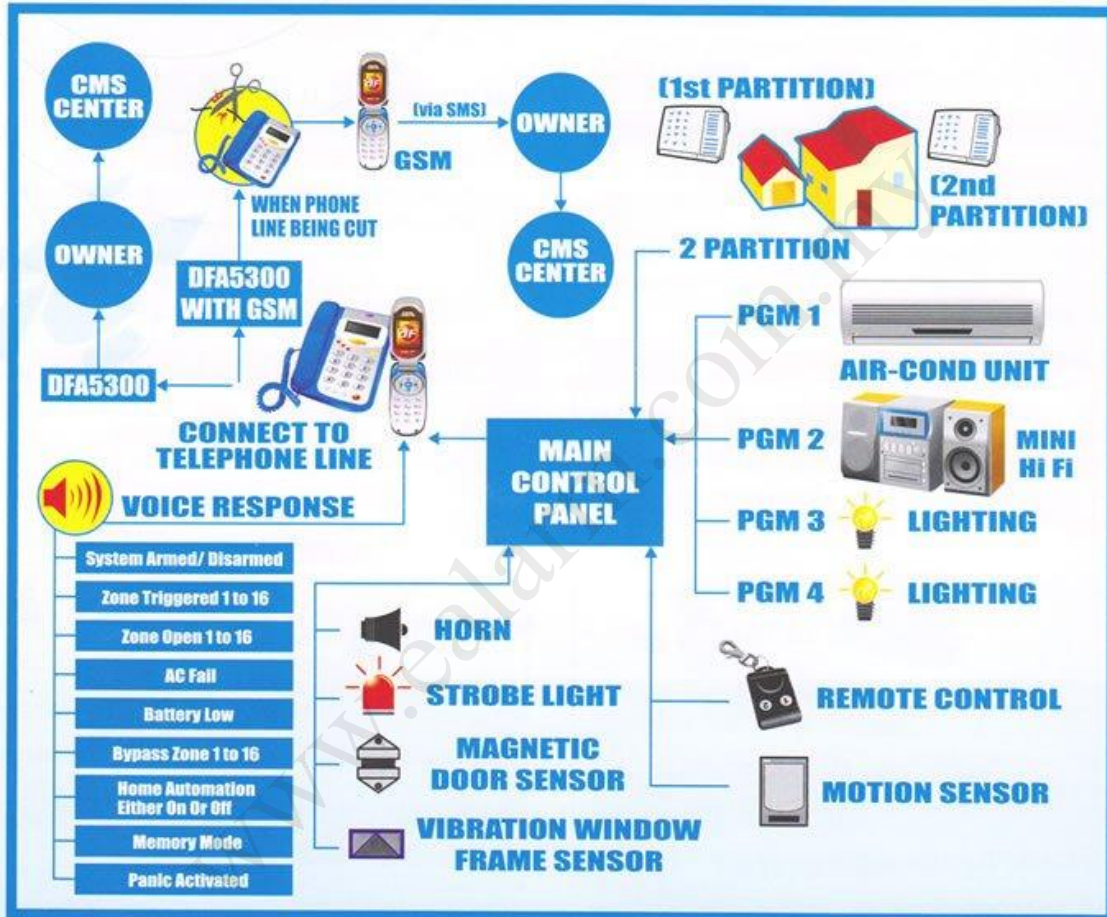 CMS
CENTER
OWNER
DFA5300
WHEN PHONE
LINE BEING CUT
DFA5300
WITH GSM
GSM
(via SMS)
OWNER
CMS
CENTER
(1st PARTITION)
(2nd
PARTITION)
2 PARTITION
CONNECT TO
TELEPHONE LINE
MAIN
CONTROL
PANEL
PGM 1
AIR-COND UNIT
PGM 2
MINI
Hi Fi
PGM 3
LIGHTING
PGM 4
LIGHTING
VOICE RESPONSE
System Armed/ Disarmed
Zone Triggered 1 to 16
Zone Open 1 to 16
AC Fail
Battery Low
Bypass Zone 1 to 16
Home Automation
Either On Or Off
Memory Mode
Panic Activated
HORN
STROBE LIGHT
MAGNETIC
DOOR SENSOR
VIBRATION WINDOW
FRAME SENSOR
REMOTE CONTROL
MOTION SENSOR
www.ealarm.com.my